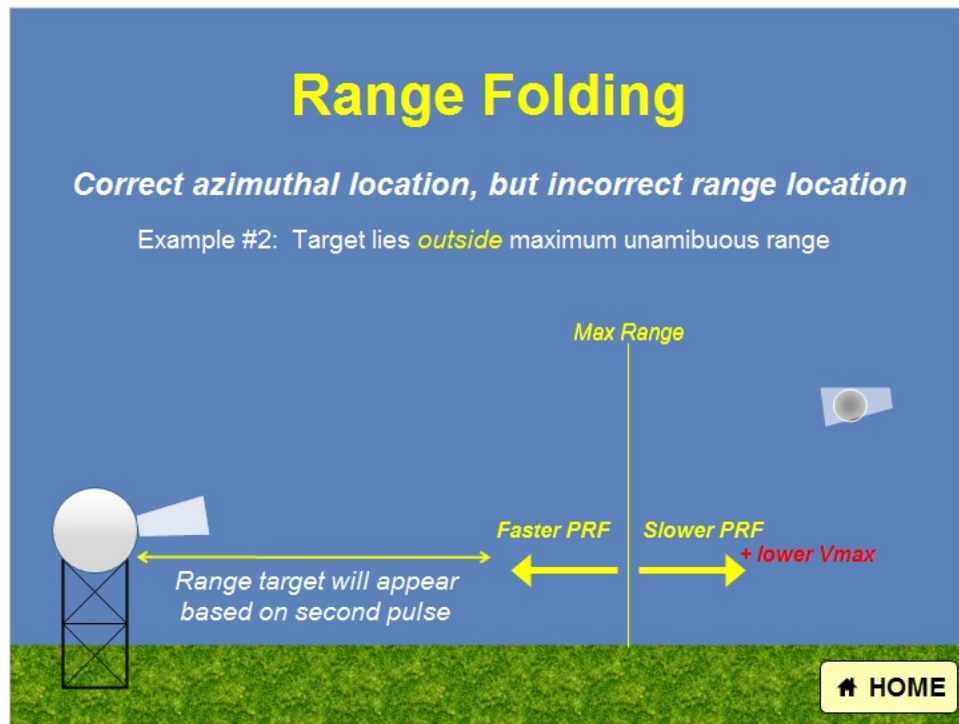 Range Folding
Correct azimuthal location, but incorrect range location
Example #2: Target lies outside maximum unamibuous range
Max Range
Faster PRF
Slower PRF
+ lower Vmax
Range target will appear
based on second pulse
HOME